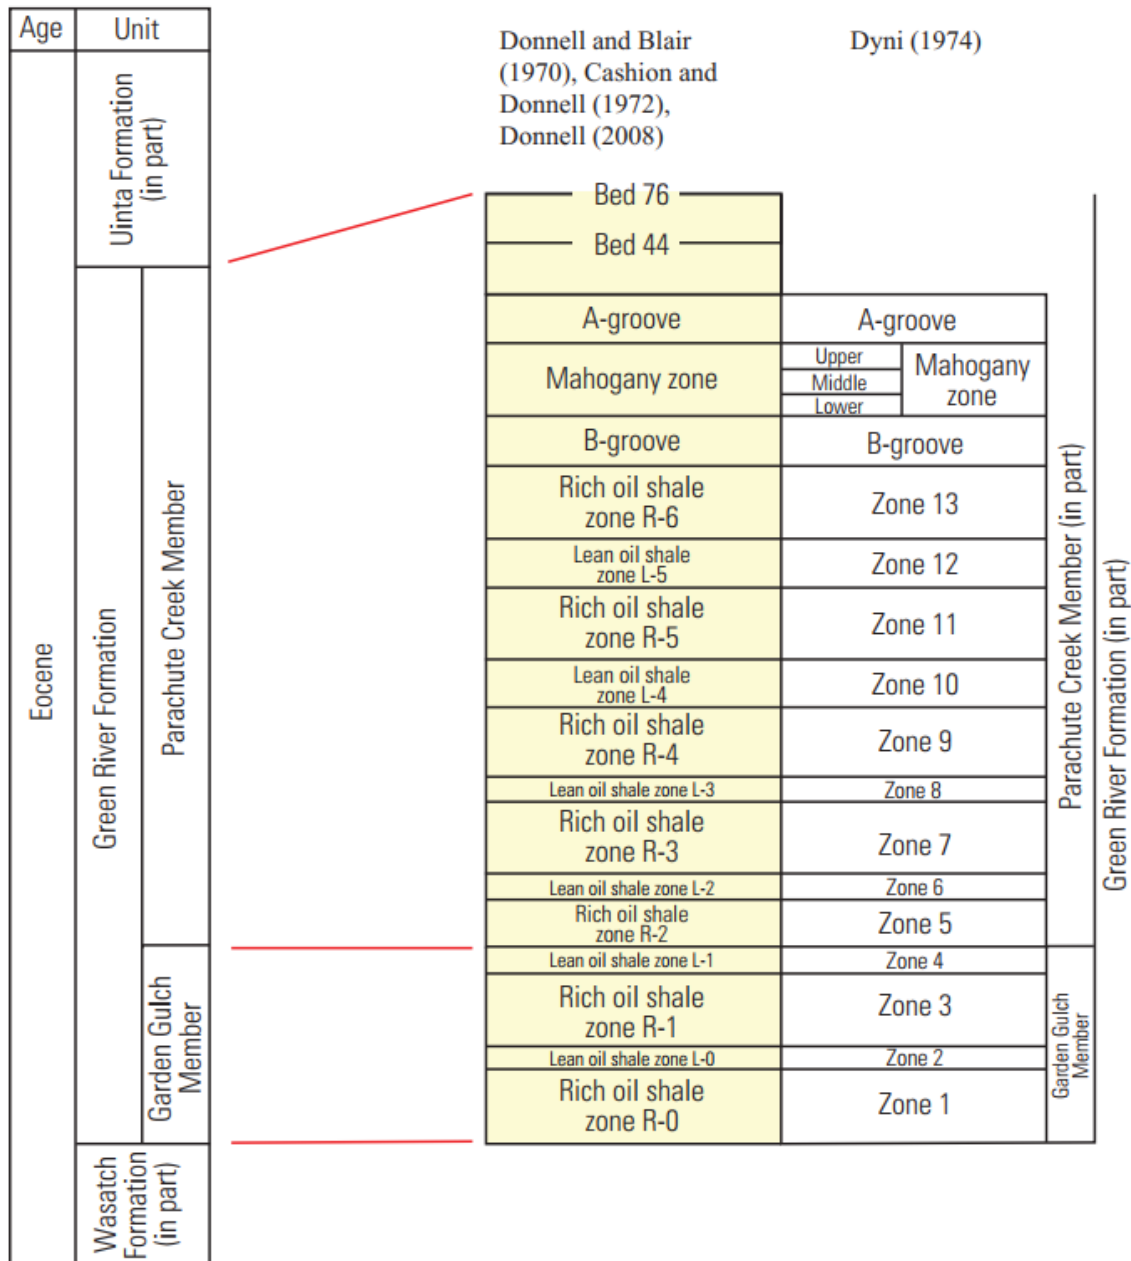 Age
Unit
Donnell and Blair
(1970), Cashion and
Donnell (1972),
Donnell (2008)
Dyni (1974)
Eocene
Uinta Formation
(in part)
Green River Formation
Parachute Creek Member
Garden Gulch
Member
Wasatch
Formation
(in part)
Bed 76
Bed 44
A-groove
A-groove
Mahogany zone
Upper
Middle
Lower
Mahogany
zone
B-groove
B-groove
Rich oil shale
zone R-6
Zone 13
Lean oil shale
zone L-5
Zone 12
Rich oil shale
zone R-5
Zone 11
Lean oil shale
zone L-4
Zone 10
Rich oil shale
zone R-4
Zone 9
Lean oil shale zone L-3
Zone 8
Rich oil shale
zone R-3
Zone 7
Lean oil shale zone L-2
Zone 6
Rich oil shale
zone R-2
Zone 5
Lean oil shale zone L-1
Zone 4
Rich oil shale
zone R-1
Zone 3
Lean oil shale zone L-0
Zone 2
Rich oil shale
zone R-0
Zone 1
Parachute Creek Member (in part)
Garden Gulch
Member
Green River Formation (in part)